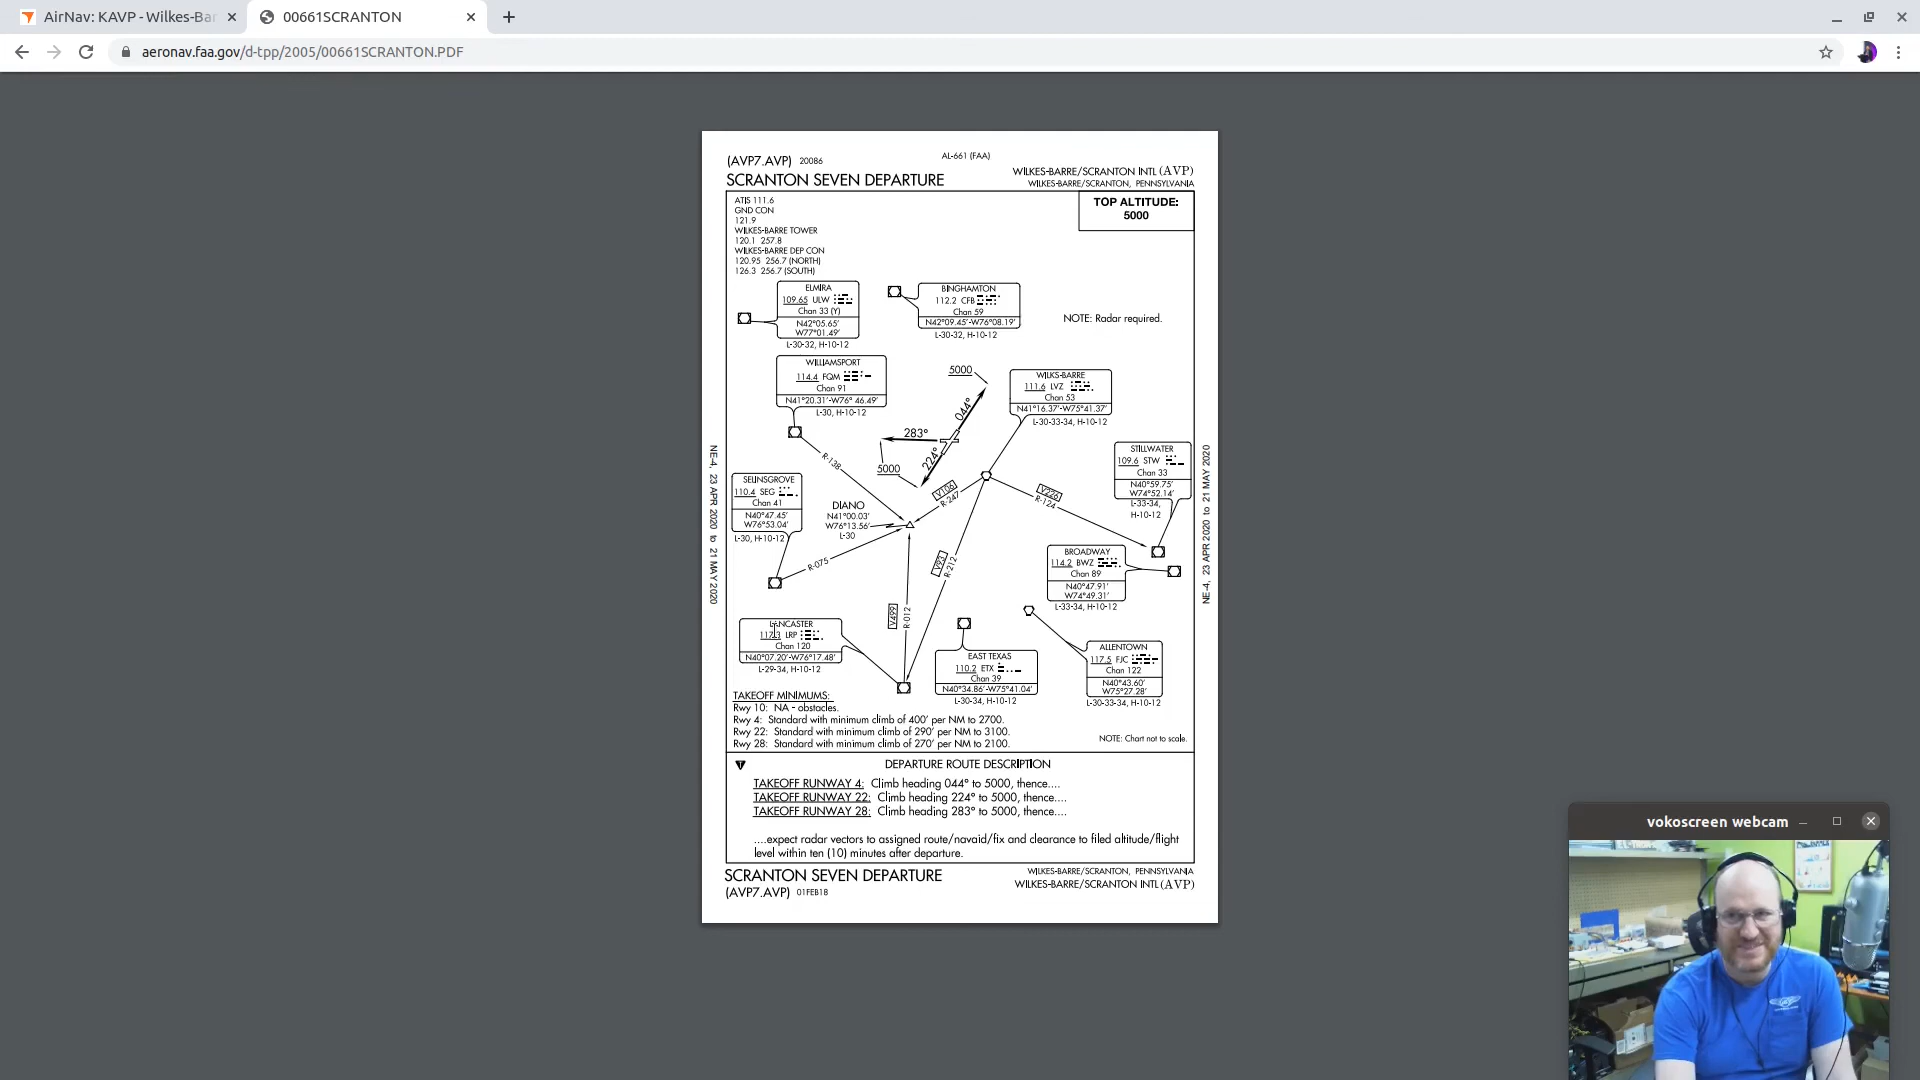 AirNav: KAVP - Wilkes-Bar
00661SCRANTON
aeronav.faa.gov/d-tpp/2005/00661SCRANTON.PDF
(AVP7.AVP) 20086
AL-661 (FAA)
SCRANTON SEVEN DEPARTURE
WILKES-BARRE/SCRANTON INTL (AVP)
WILKES-BARRE/SCRANTON, PENNSYLVANIA
ATIS 111.6
GND CON
121.9
WILKES-BARRE TOWER
120.1 257.8
WILKES-BARRE DEP CON
120.95 256.7 (NORTH)
126.3 256.7 (SOUTH)
TOP ALTITUDE:
5000
ELMIRA
109.65 ULW
Chan 33 (Y)
N42°05.65'
W77°01.49'
L-30-32, H-10-12
BINGHAMTON
112.2 CFB
Chan 59
N42°09.45'-W76°08.19'
L-30-32, H-10-12
NOTE: Radar required.
WILLIAMSPORT
114.4 FQM
Chan 91
N41°20.31'-W76° 46.49'
L-30, H-10-12
5000
044°
283°
224°
5000
WILKS-BARRE
111.6 LVZ
Chan 53
N41°16.37'-W75°41.37'
L-30-33-34, H-10-12
STILLWATER
109.6 STW
Chan 33
N40°59.75'
W74°52.14'
L-33-34,
H-10-12
R-138
SELINSGROVE
110.4 SEG
Chan 41
N40°47.45'
W76°53.04'
L-30, H-10-12
DIANO
N41°00.03'
W76°13.56'
L-30
V106
R-247
V226
R-124
R-075
V93
R-212
V499
R-012
BROADWAY
114.2 BWZ
Chan 89
N40°47.91'
W74°49.31'
L-33-34, H-10-12
LANCASTER
117.3 LRP
Chan 120
N40°07.20'-W76°17.48'
L-29-34, H-10-12
EAST TEXAS
110.2 ETX
Chan 39
N40°34.86'-W75°41.04'
L-30-34, H-10-12
ALLENTOWN
117.5 FJC
Chan 122
N40°43.60'
W75°27.28'
L-30-33-34, H-10-12
NE-4, 23 APR 2020 to 21 MAY 2020
NE-4, 23 APR 2020 to 21 MAY 2020
TAKEOFF MINIMUMS:
Rwy 10: NA - obstacles.
Rwy 4: Standard with minimum climb of 400' per NM to 2700.
Rwy 22: Standard with minimum climb of 290' per NM to 3100.
Rwy 28: Standard with minimum climb of 270' per NM to 2100.
NOTE: Chart not to scale.
T
DEPARTURE ROUTE DESCRIPTION
TAKEOFF RUNWAY 4: Climb heading 044° to 5000, thence....
TAKEOFF RUNWAY 22: Climb heading 224° to 5000, thence....
TAKEOFF RUNWAY 28: Climb heading 283° to 5000, thence....
....expect radar vectors to assigned route/navaid/fix and clearance to filed altitude/flight
level within ten (10) minutes after departure.
SCRANTON SEVEN DEPARTURE
(AVP7.AVP) 01FEB18
WILKES-BARRE/SCRANTON, PENNSYLVANIA
WILKES-BARRE/SCRANTON INTL (AVP)
vokoscreen webcam